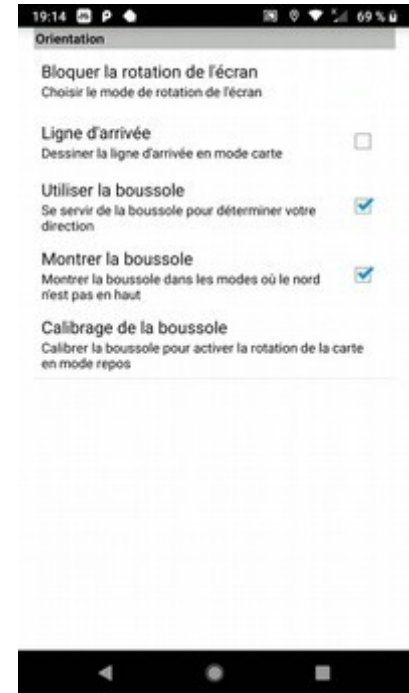 19:14 69 %
Orientation
Bloquer la rotation de l'écran
Choisir le mode de rotation de l'écran
Ligne d'arrivée
Dessiner la ligne d'arrivée en mode carte
Utiliser la boussole
Se servir de la boussole pour déterminer votre
direction
Montrer la boussole
Montrer la boussole dans les modes où le nord
n'est pas en haut
Calibrage de la boussole
Calibrer la boussole pour activer la rotation de la carte
en mode repos